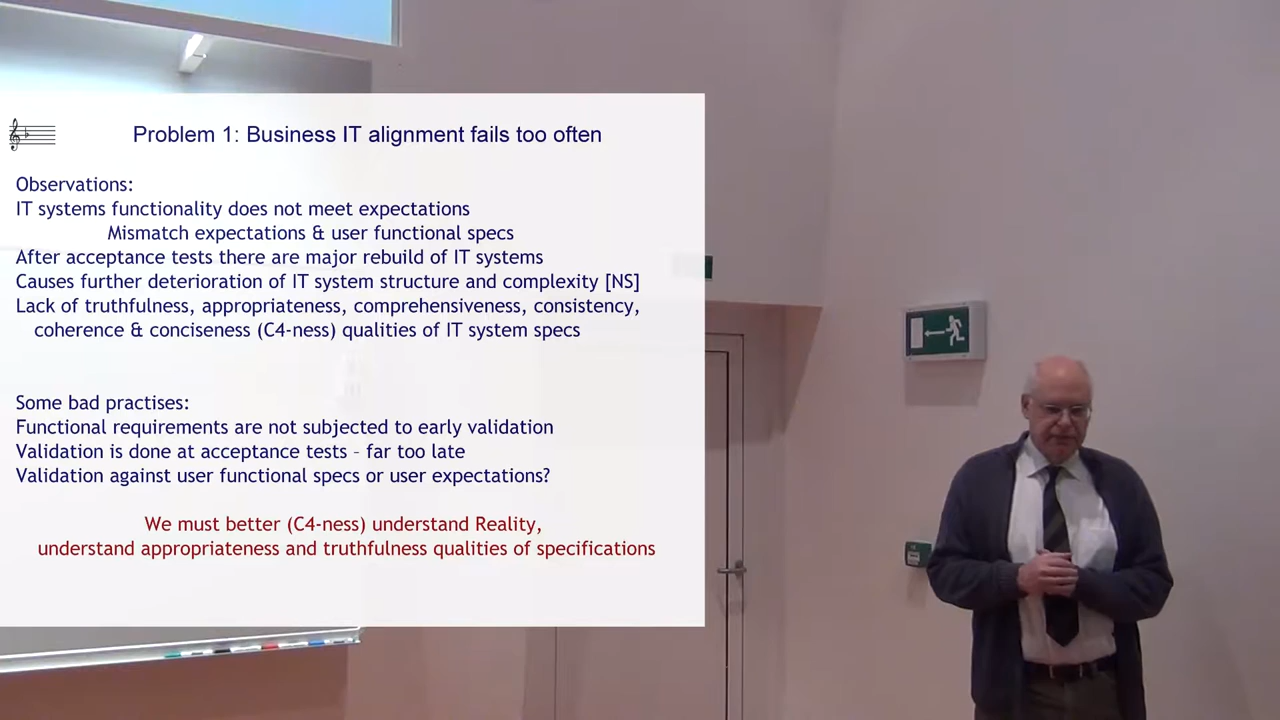 Problem 1: Business IT alignment fails too often
Observations:
IT systems functionality does not meet expectations
Mismatch expectations & user functional specs
After acceptance tests there are major rebuild of IT systems
Causes further deterioration of IT system structure and complexity [NS]
Lack of truthfulness, appropriateness, comprehensiveness, consistency,
coherence & conciseness (C4-ness) qualities of IT system specs
Some bad practises:
Functional requirements are not subjected to early validation
Validation is done at acceptance tests – far too late
Validation against user functional specs or user expectations?
We must better (C4-ness) understand Reality,
understand appropriateness and truthfulness qualities of specifications